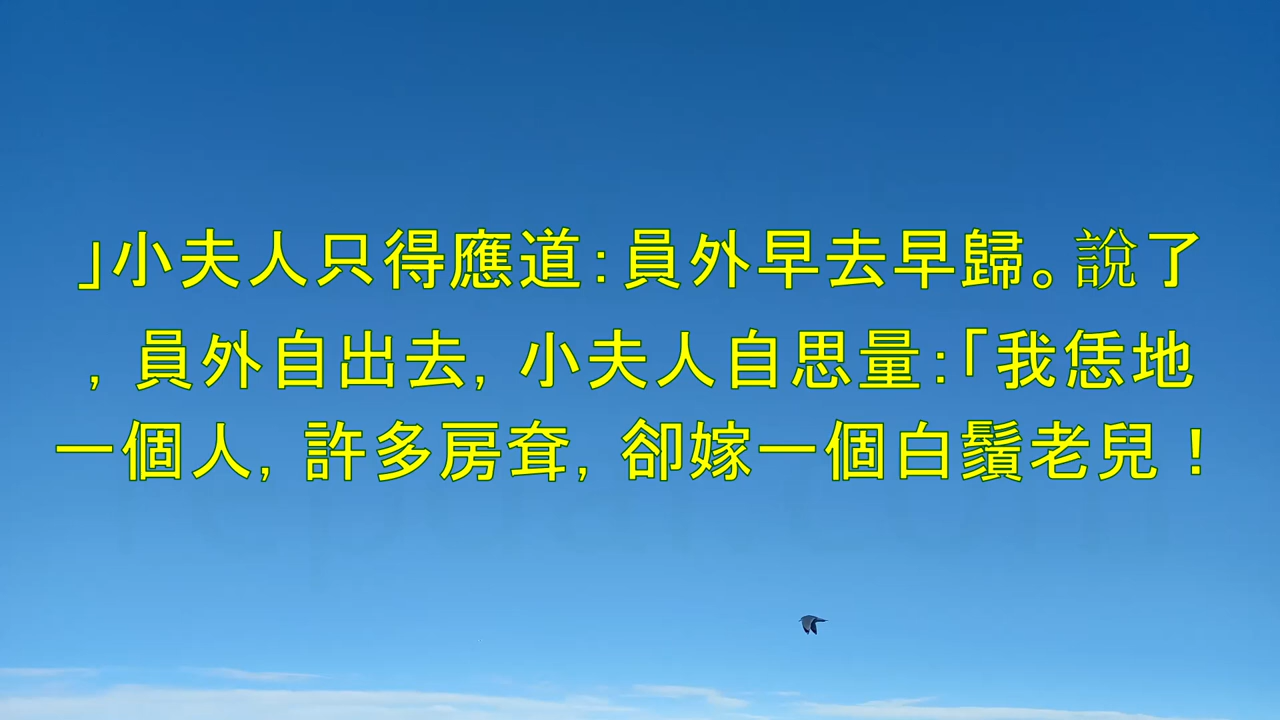 」小夫人只得應道：員外早去早歸。說了
，員外自出去，小夫人自思量：「我恁地
一個人，許多房奩，卻嫁一個白鬚老兒！